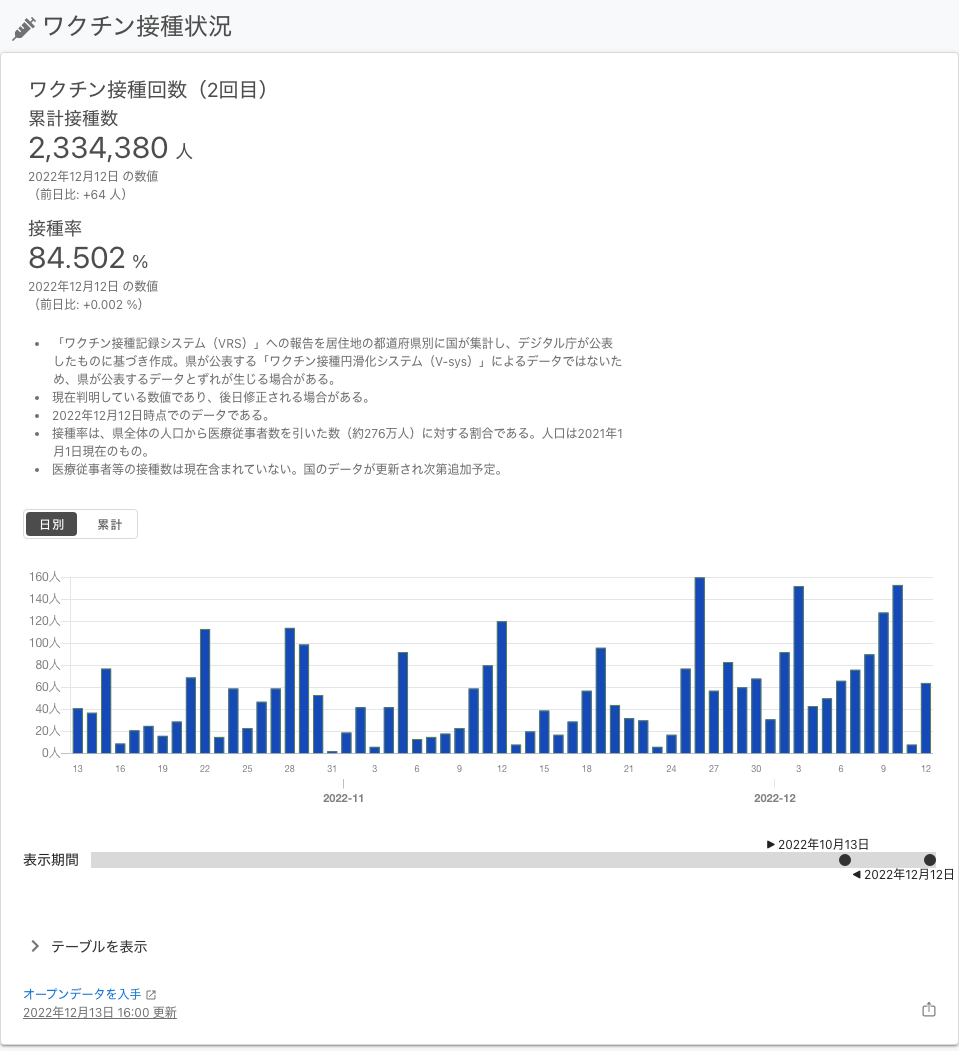 ワクチン接種状況
ワクチン接種回数（2回目）
累計接種数
2,334,380 人
2022年12月12日 の数値
（前日比: +64 人）
接種率
84.502 %
2022年12月12日 の数値
（前日比: +0.002 %）
「ワクチン接種記録システム（VRS）」への報告を居住地の都道府県別に国が集計し、デジタル庁が公表
したものに基づき作成。県が公表する「ワクチン接種円滑化システム（V-sys）」によるデータではないた
め、県が公表するデータとずれが生じる場合がある。
現在判明している数値であり、後日修正される場合がある。
2022年12月12日時点でのデータである。
接種率は、県全体の人口から医療従事者数を引いた数（約276万人）に対する割合である。人口は2021年1
月1日現在のもの。
医療従事者等の接種数は現在含まれていない。国のデータが更新され次第追加予定。
日別 累計
160人
140人
120人
100人
80人
60人
40人
20人
0人
13 16 19 22 25 28 31 3 6 9 12 15 18 21 24 27 30 3 6 9 12
2022-11 2022-12
▶ 2022年10月13日
表示期間
◀ 2022年12月12日
テーブルを表示
オープンデータを入手
2022年12月13日 16:00 更新